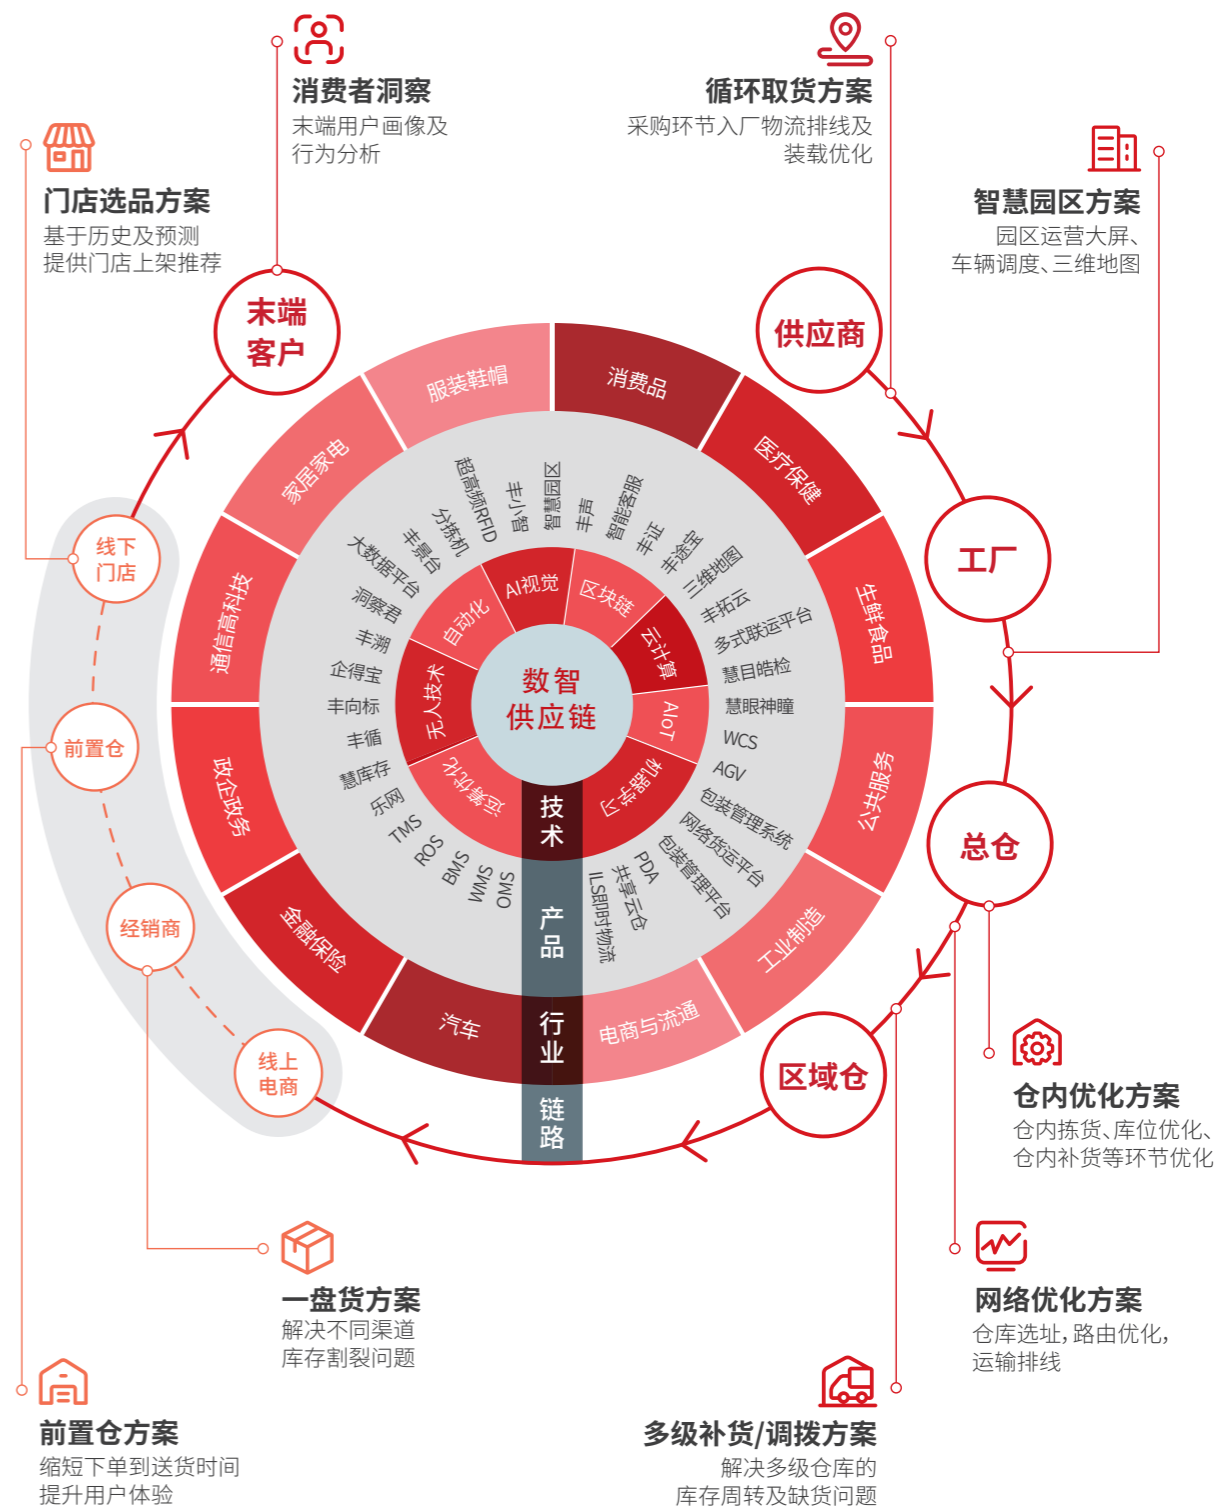 消费者洞察
末端用户画像及
行为分析
循环取货方案
采购环节入厂物流排线及
装载优化
门店选品方案
基于历史及预测
提供门店上架推荐
智慧园区方案
园区运营大屏、
车辆调度、三维地图
末端
客户
供应商
工厂
总仓
区域仓
线上
电商
经销商
前置仓
线下
门店
服装鞋帽
消费品
医疗保健
生鲜食品
公共服务
工业制造
电商与流通
汽车
金融保险
政企政务
通信高科技
家居家电
超高频RFID
丰小智
智慧园区
丰声
智能客服
丰证
丰途宝
三维地图
丰拓云
多式联运平台
慧目皓检
慧眼神瞳
WCS
AGV
包装管理系统
网络货运平台
包装管理平台
PDA
共享云仓
ILS即时物流
OMS
WMS
BMS
ROS
TMS
乐网
慧库存
丰循
丰向标
企得宝
丰溯
洞察君
大数据平台
丰景台
分拣机
AI视觉
区块链
云计算
AIoT
机器学习
运筹优化
无人技术
自动化
数智
供应链
技
术
产
品
行
业
链
路
仓内优化方案
仓内拣货、库位优化、
仓内补货等环节优化
网络优化方案
仓库选址，路由优化，
运输排线
一盘货方案
解决不同渠道
库存割裂问题
前置仓方案
缩短下单到送货时间
提升用户体验
多级补货/调拨方案
解决多级仓库的
库存周转及缺货问题